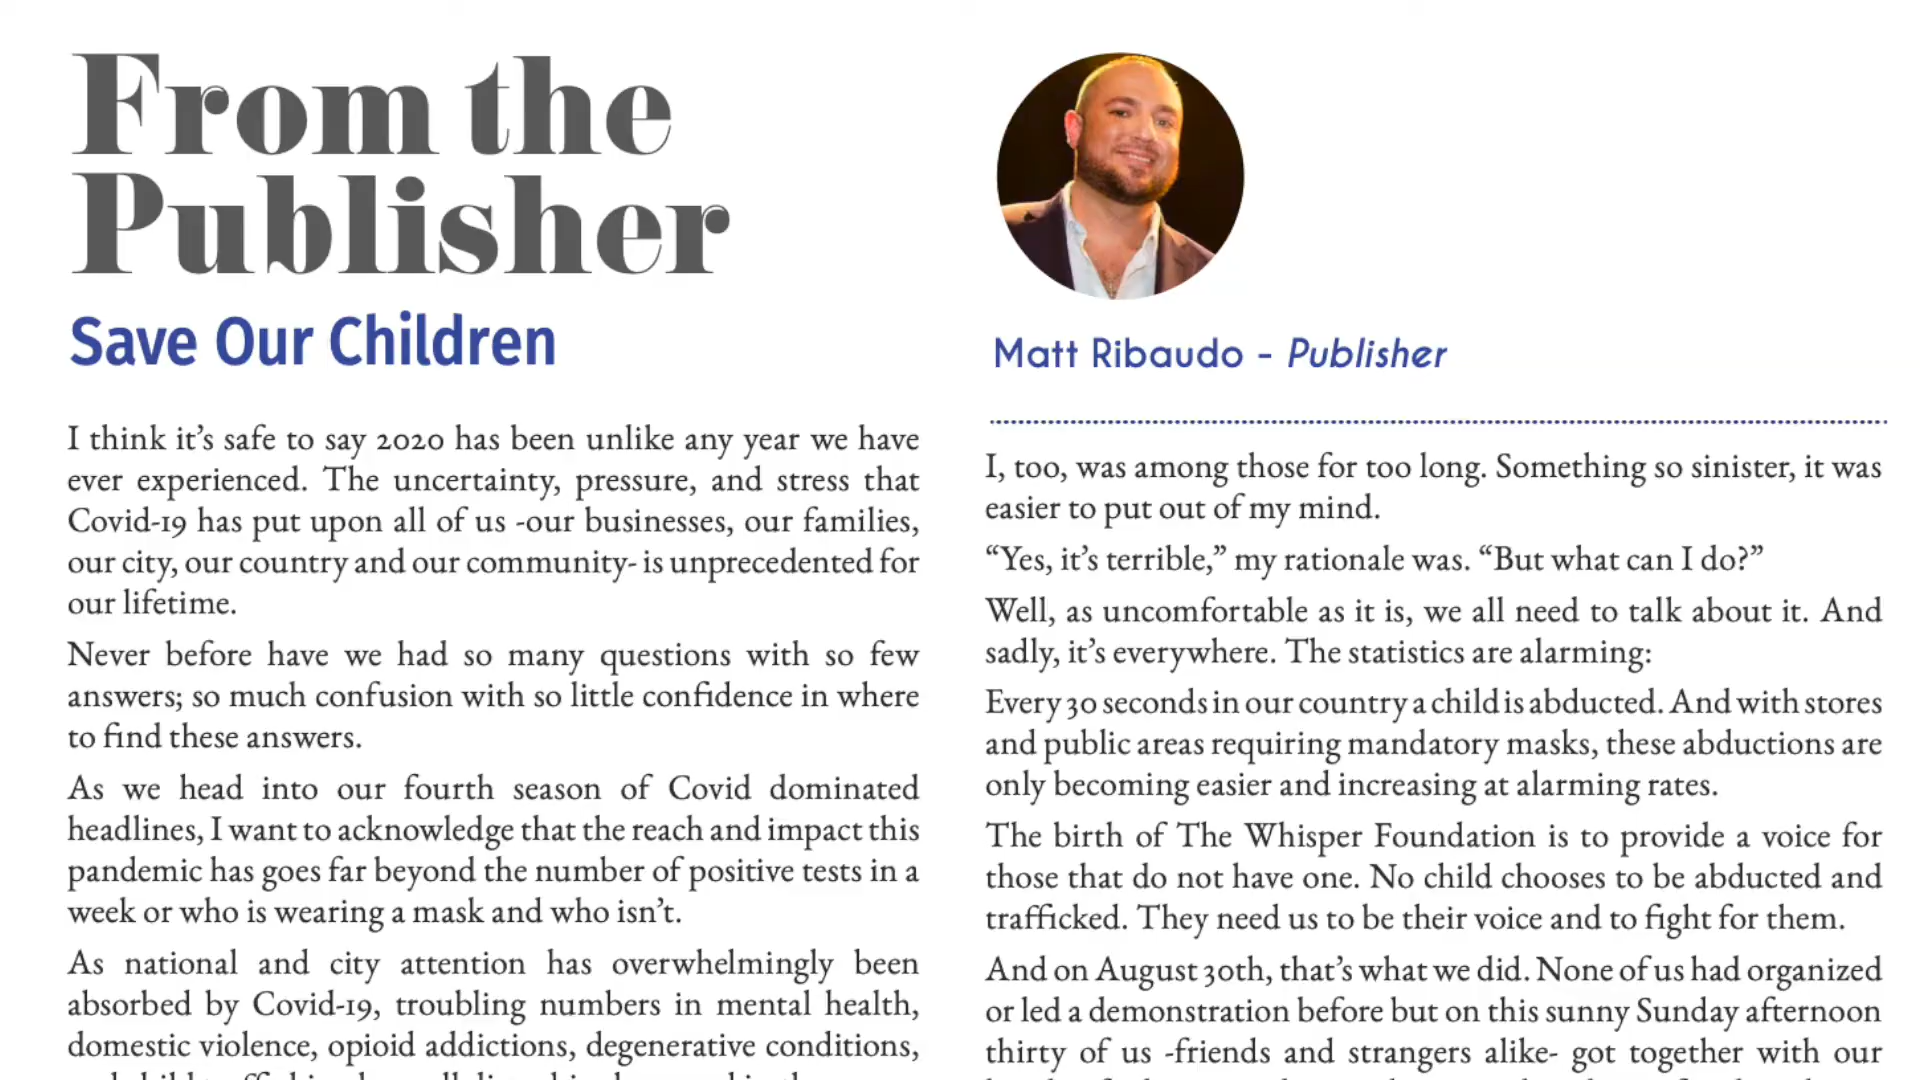 From the
Publisher
Save Our Children
I think it’s safe to say 2020 has been unlike any year we have
ever experienced. The uncertainty, pressure, and stress that
Covid-19 has put upon all of us -our businesses, our families,
our city, our country and our community- is unprecedented for
our lifetime.
Never before have we had so many questions with so few
answers; so much confusion with so little confidence in where
to find these answers.
As we head into our fourth season of Covid dominated
headlines, I want to acknowledge that the reach and impact this
pandemic has goes far beyond the number of positive tests in a
week or who is wearing a mask and who isn’t.
As national and city attention has overwhelmingly been
absorbed by Covid-19, troubling numbers in mental health,
domestic violence, opioid addictions, degenerative conditions,
Matt Ribaudo - Publisher
I, too, was among those for too long. Something so sinister, it was
easier to put out of my mind.
“Yes, it’s terrible,” my rationale was. “But what can I do?”
Well, as uncomfortable as it is, we all need to talk about it. And
sadly, it’s everywhere. The statistics are alarming:
Every 30 seconds in our country a child is abducted. And with stores
and public areas requiring mandatory masks, these abductions are
only becoming easier and increasing at alarming rates.
The birth of The Whisper Foundation is to provide a voice for
those that do not have one. No child chooses to be abducted and
trafficked. They need us to be their voice and to fight for them.
And on August 30th, that’s what we did. None of us had organized
or led a demonstration before but on this sunny Sunday afternoon
thirty of us -friends and strangers alike- got together with our